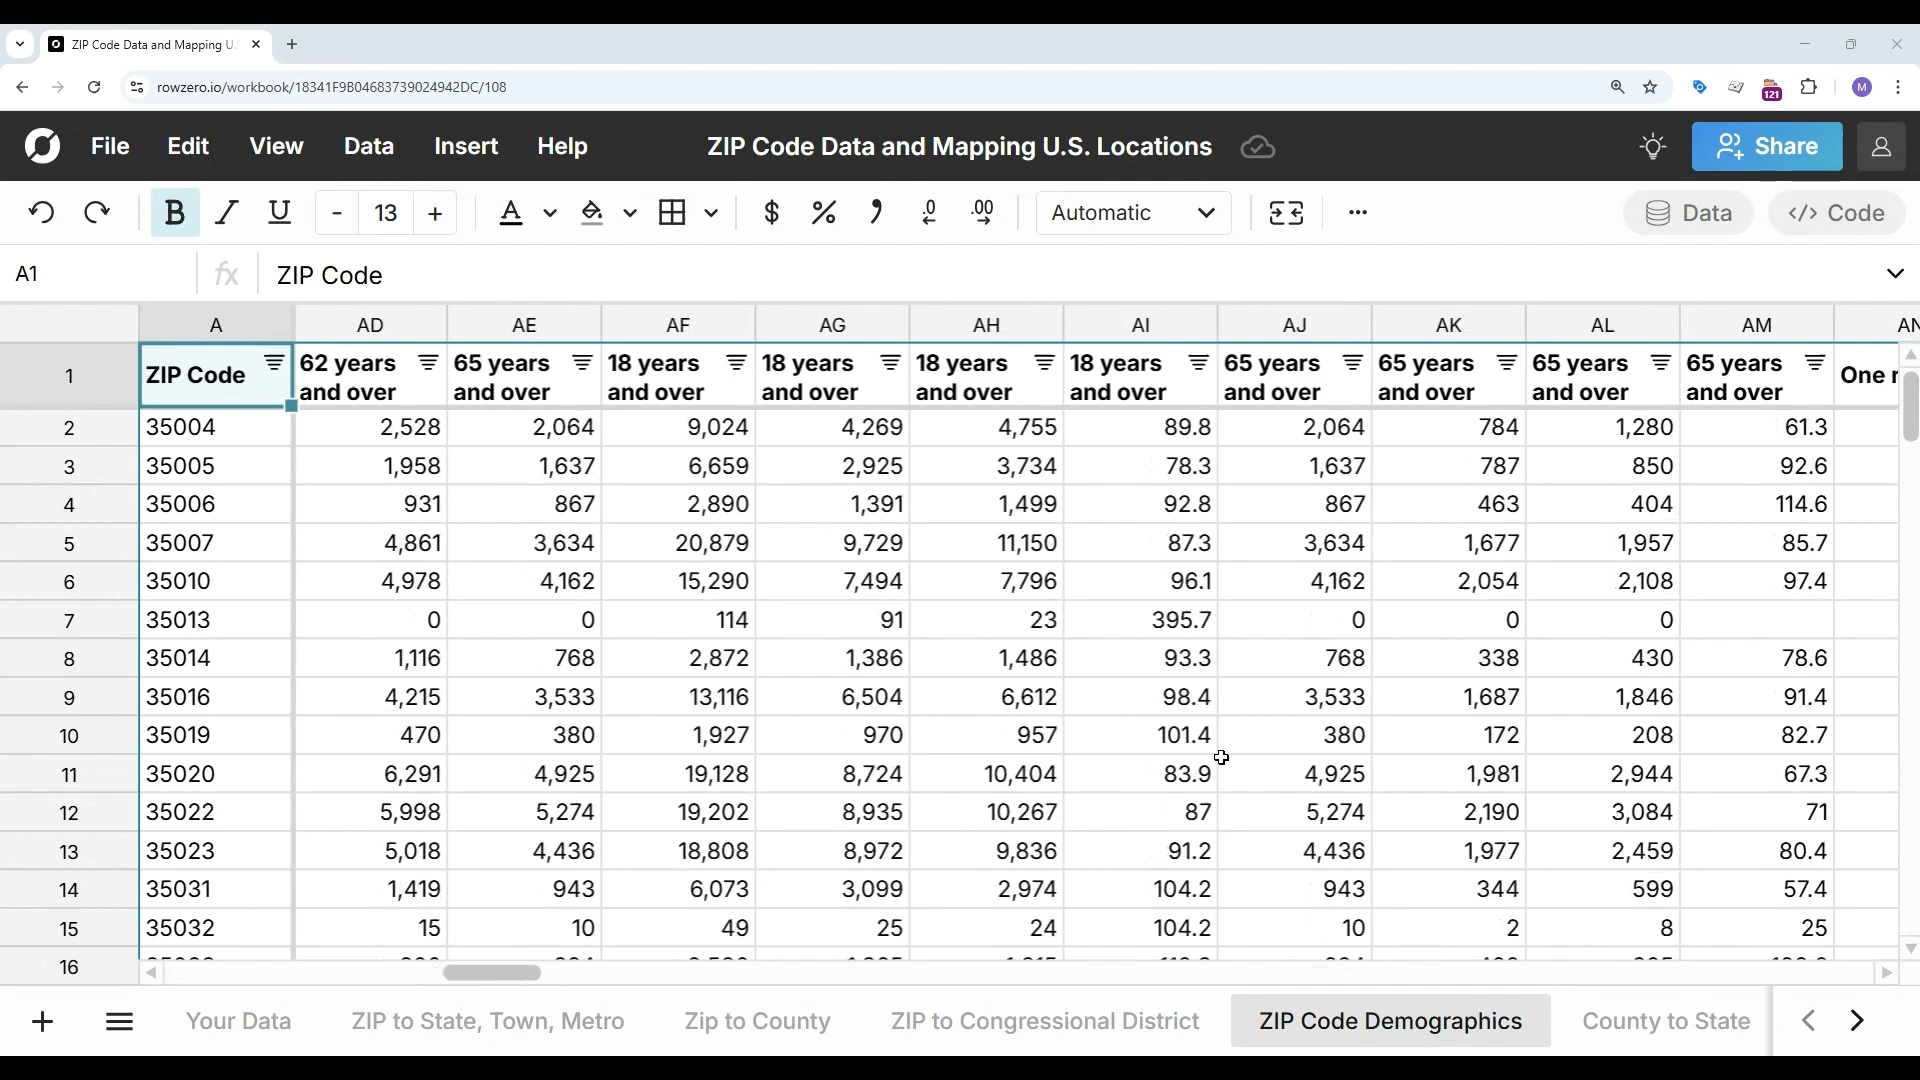 ZIP Code Data and Mapping U.
rowzero.io/workbook/18341F9B04683739024942DC/108
121
M
File Edit View Data Insert Help ZIP Code Data and Mapping U.S. Locations Share
B I U - 13 + A $ % , .0 .00 Automatic ... Data </> Code
A1 fx ZIP Code
A AD AE AF AG AH AI AJ AK AL AM AN
1 ZIP Code 62 years and over 65 years and over 18 years and over 18 years and over 18 years and over 18 years and over 65 years and over 65 years and over 65 years and over 65 years and over One r
2 35004 2,528 2,064 9,024 4,269 4,755 89.8 2,064 784 1,280 61.3
3 35005 1,958 1,637 6,659 2,925 3,734 78.3 1,637 787 850 92.6
4 35006 931 867 2,890 1,391 1,499 92.8 867 463 404 114.6
5 35007 4,861 3,634 20,879 9,729 11,150 87.3 3,634 1,677 1,957 85.7
6 35010 4,978 4,162 15,290 7,494 7,796 96.1 4,162 2,054 2,108 97.4
7 35013 0 0 114 91 23 395.7 0 0 0
8 35014 1,116 768 2,872 1,386 1,486 93.3 768 338 430 78.6
9 35016 4,215 3,533 13,116 6,504 6,612 98.4 3,533 1,687 1,846 91.4
10 35019 470 380 1,927 970 957 101.4 380 172 208 82.7
11 35020 6,291 4,925 19,128 8,724 10,404 83.9 4,925 1,981 2,944 67.3
12 35022 5,998 5,274 19,202 8,935 10,267 87 5,274 2,190 3,084 71
13 35023 5,018 4,436 18,808 8,972 9,836 91.2 4,436 1,977 2,459 80.4
14 35031 1,419 943 6,073 3,099 2,974 104.2 943 344 599 57.4
15 35032 15 10 49 25 24 104.2 10 2 8 25
16
Your Data ZIP to State, Town, Metro Zip to County ZIP to Congressional District ZIP Code Demographics County to State